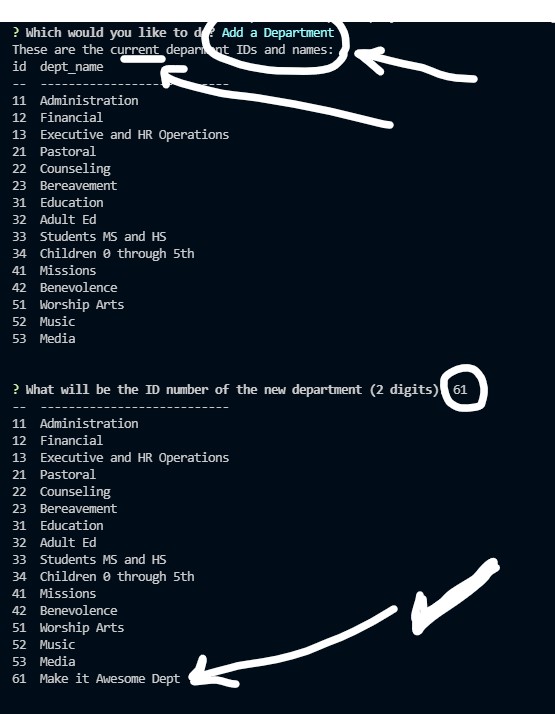 ? Which would you like to do? Add a Department
These are the current deparment IDs and names:
id dept_name
-- ---------------------------
11 Administration
12 Financial
13 Executive and HR Operations
21 Pastoral
22 Counseling
23 Bereavement
31 Education
32 Adult Ed
33 Students MS and HS
34 Children 0 through 5th
41 Missions
42 Benevolence
51 Worship Arts
52 Music
53 Media
? What will be the ID number of the new department (2 digits) 61
-- ---------------------------
11 Administration
12 Financial
13 Executive and HR Operations
21 Pastoral
22 Counseling
23 Bereavement
31 Education
32 Adult Ed
33 Students MS and HS
34 Children 0 through 5th
41 Missions
42 Benevolence
51 Worship Arts
52 Music
53 Media
61 Make it Awesome Dept